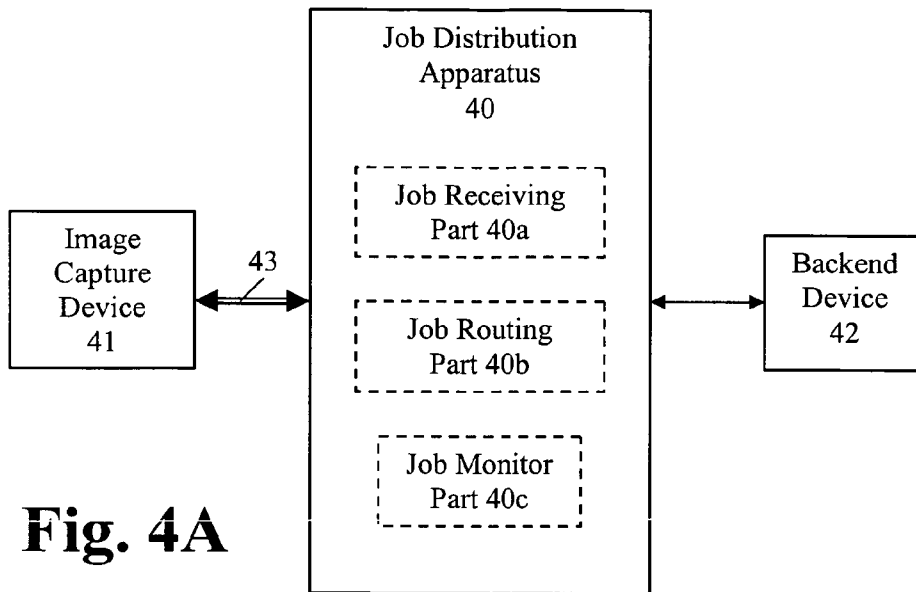 Job Distribution
Apparatus
40
Job Receiving
Part 40a
Image
Capture
Device
41
43
Backend
Device
42
Job Routing
Part 40b
Job Monitor
Part 40c
Fig. 4A